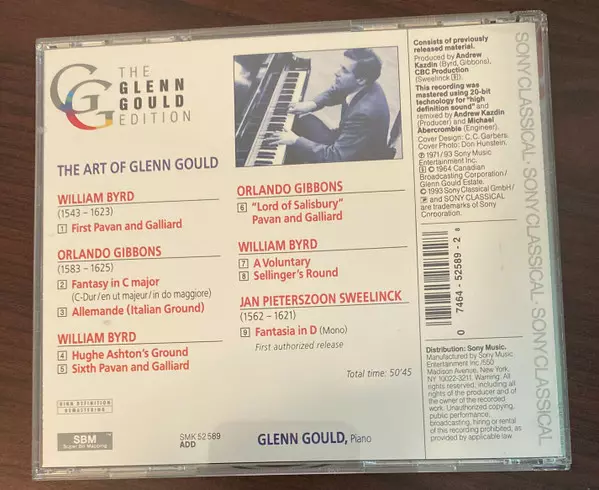 THE
GLENN
GOULD
EDITION
GG
THE ART OF GLENN GOULD
WILLIAM BYRD
(1543 – 1623)
1 First Pavan and Galliard
ORLANDO GIBBONS
(1583 – 1625)
2 Fantasy in C major
(C-Dur/en ut majeur/in do maggiore)
3 Allemande (Italian Ground)
WILLIAM BYRD
4 Hughe Ashton's Ground
5 Sixth Pavan and Galliard
ORLANDO GIBBONS
6 "Lord of Salisbury"
Pavan and Galliard
WILLIAM BYRD
7 A Voluntary
8 Sellinger's Round
JAN PIETERSZOON SWEELINCK
(1562 – 1621)
9 Fantasia in D (Mono)
First authorized release
Total time: 50'45
HIGH DEFINITION
REMASTERING
SBM
Super Bit Mapping
SMK 52 589
ADD
GLENN GOULD, Piano
Consists of previously
released material.
Produced by Andrew
Kazdin (Byrd, Gibbons),
CBC Production
(Sweelinck 9).
This recording was
mastered using 20-bit
technology for "high
definition sound" and
remixed by Andrew Kazdin
(Producer) and Michael
Abercrombie (Engineer).
Cover Design: C.C. Garbers.
Cover Photo: Don Hunstein.
℗ 1971/93 Sony Music
Entertainment Inc.
9 © 1964 Canadian
Broadcasting Corporation/
Glenn Gould Estate.
© 1993 Sony Classical GmbH/
and SONY CLASSICAL
are trademarks of Sony
Corporation.
0 7464-52589-2 8
Distribution: Sony Music.
Manufactured by Sony Music
Entertainment Inc./550
Madison Avenue, New York,
NY 10022-3211. Warning: All
rights reserved, including all
rights of the producer and of
the owner of the recorded
work. Unauthorized copying,
public performance,
broadcasting, hiring or rental
of this recording prohibited, as
provided by applicable law
SONY CLASSICAL · SONY CLASSICAL · SONY CLASSICAL